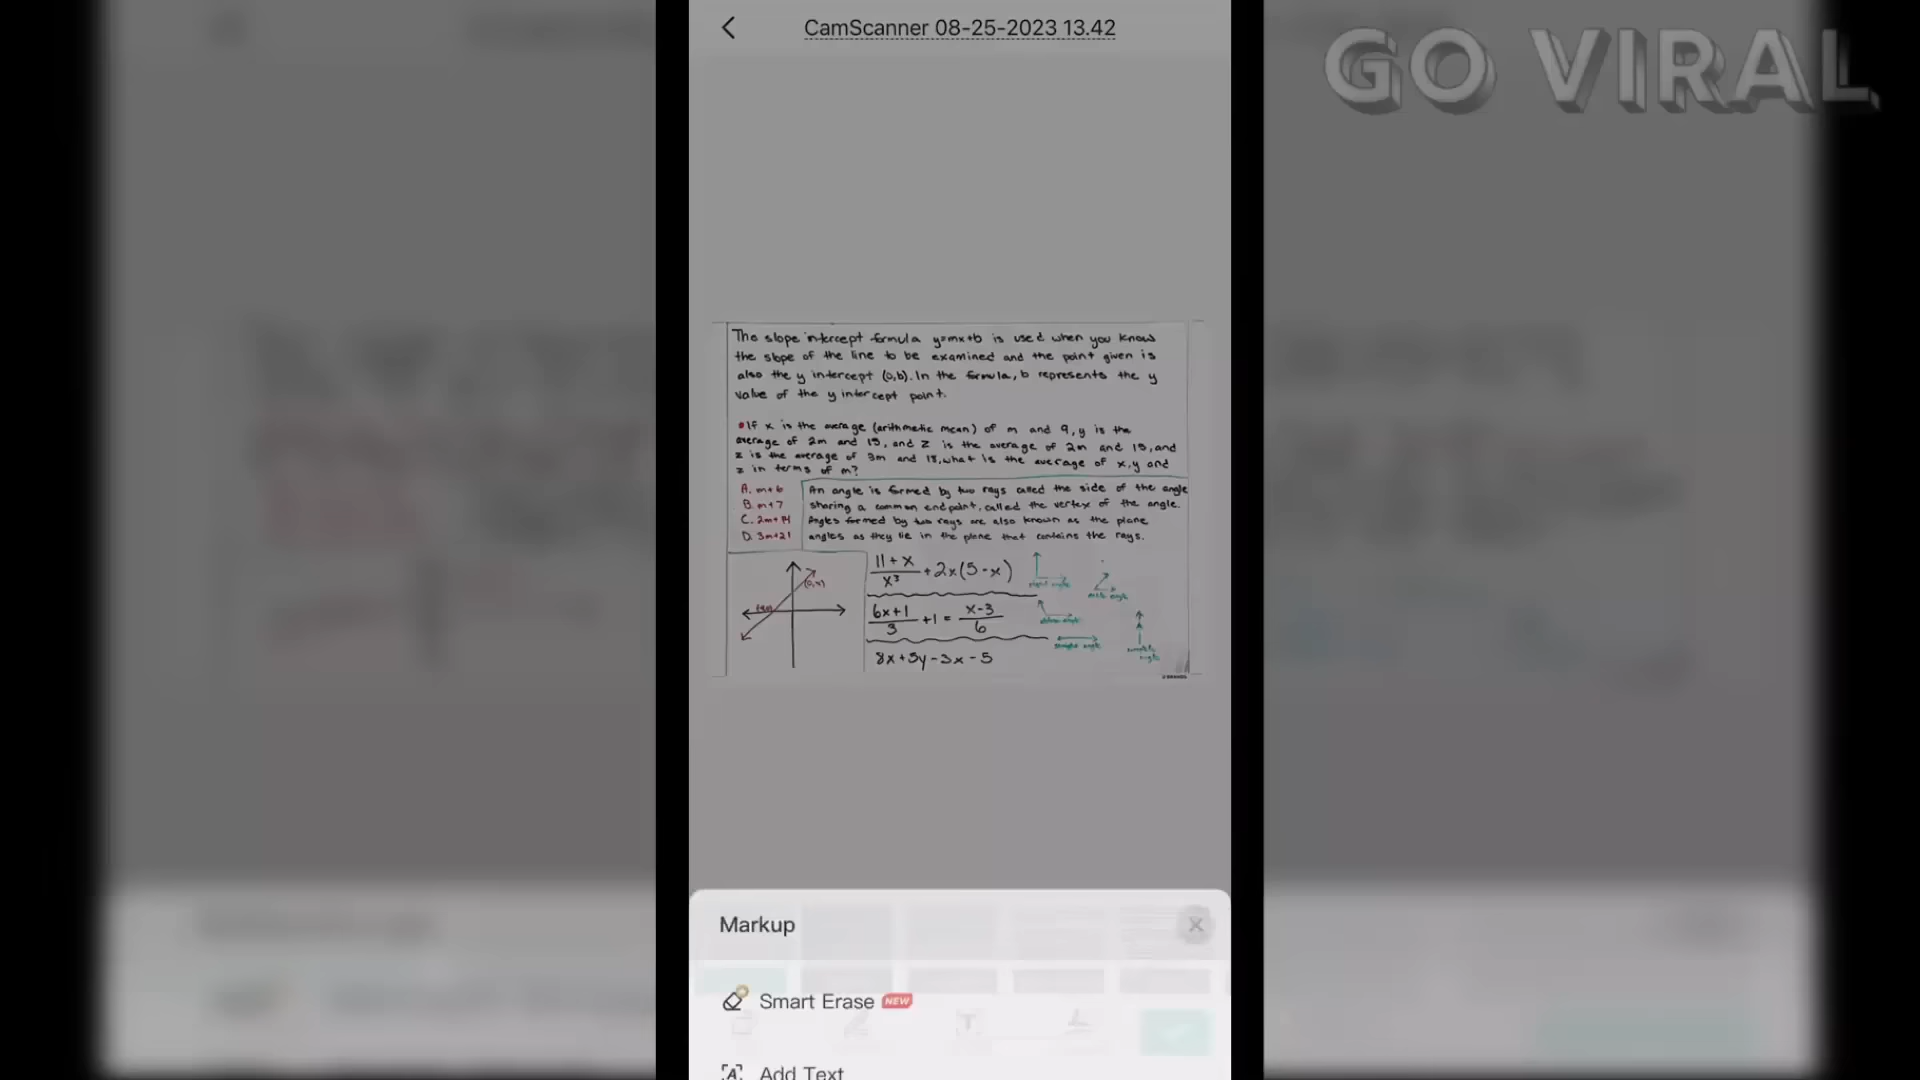 CamScanner 08-25-2023 13.42
GO VIRAL
The slope intercept formula y=mx+b is used when you know
the slope of the line to be examined and the point given is
also the y intercept (0,b). In the formula, b represents the y
value of the y intercept point.
•If x is the average (arithmetic mean) of m and 9, y is the
average of 2m and 15, and z is the average of 2m and 15, and
z is the average of 3m and 18, what is the average of x, y and
z in terms of m?
A. m+6
B. m+7
C. 2m+14
D. 3m+21
An angle is formed by two rays called the side of the angle
sharing a common endpoint, called the vertex of the angle.
Angles formed by two rays are also known as the plane
angles as they lie in the plane that contains the rays.
11+x / x³ +2x(5-x)
6x+1 / 3 +1 = x-3 / 6
8x+5y-3x-5
right angle
straight angle
Markup
Smart Erase NEW
Add Text